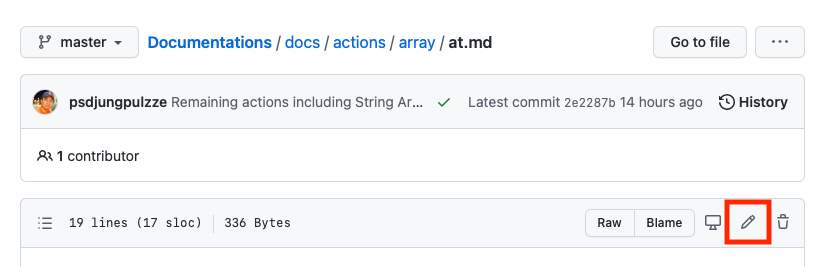 master Documentations / docs / actions / array / at.md Go to file ...
psdjungpulzze Remaining actions including String Ar... Latest commit 2e2287b 14 hours ago History
1 contributor
19 lines (17 sloc) 336 Bytes Raw Blame